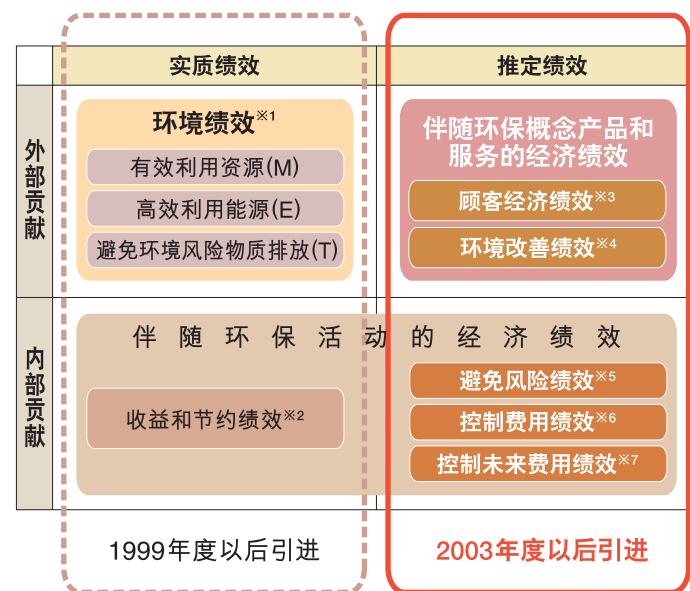 实质绩效
推定绩效
外部贡献
环境绩效※1
有效利用资源(M)
高效利用能源(E)
避免环境风险物质排放(T)
伴随环保概念产品和
服务的经济绩效
顾客经济绩效※3
环境改善绩效※4
内部贡献
伴随环保活动的经济绩效
收益和节约绩效※2
避免风险绩效※5
控制费用绩效※6
控制未来费用绩效※7
1999年度以后引进
2003年度以后引进